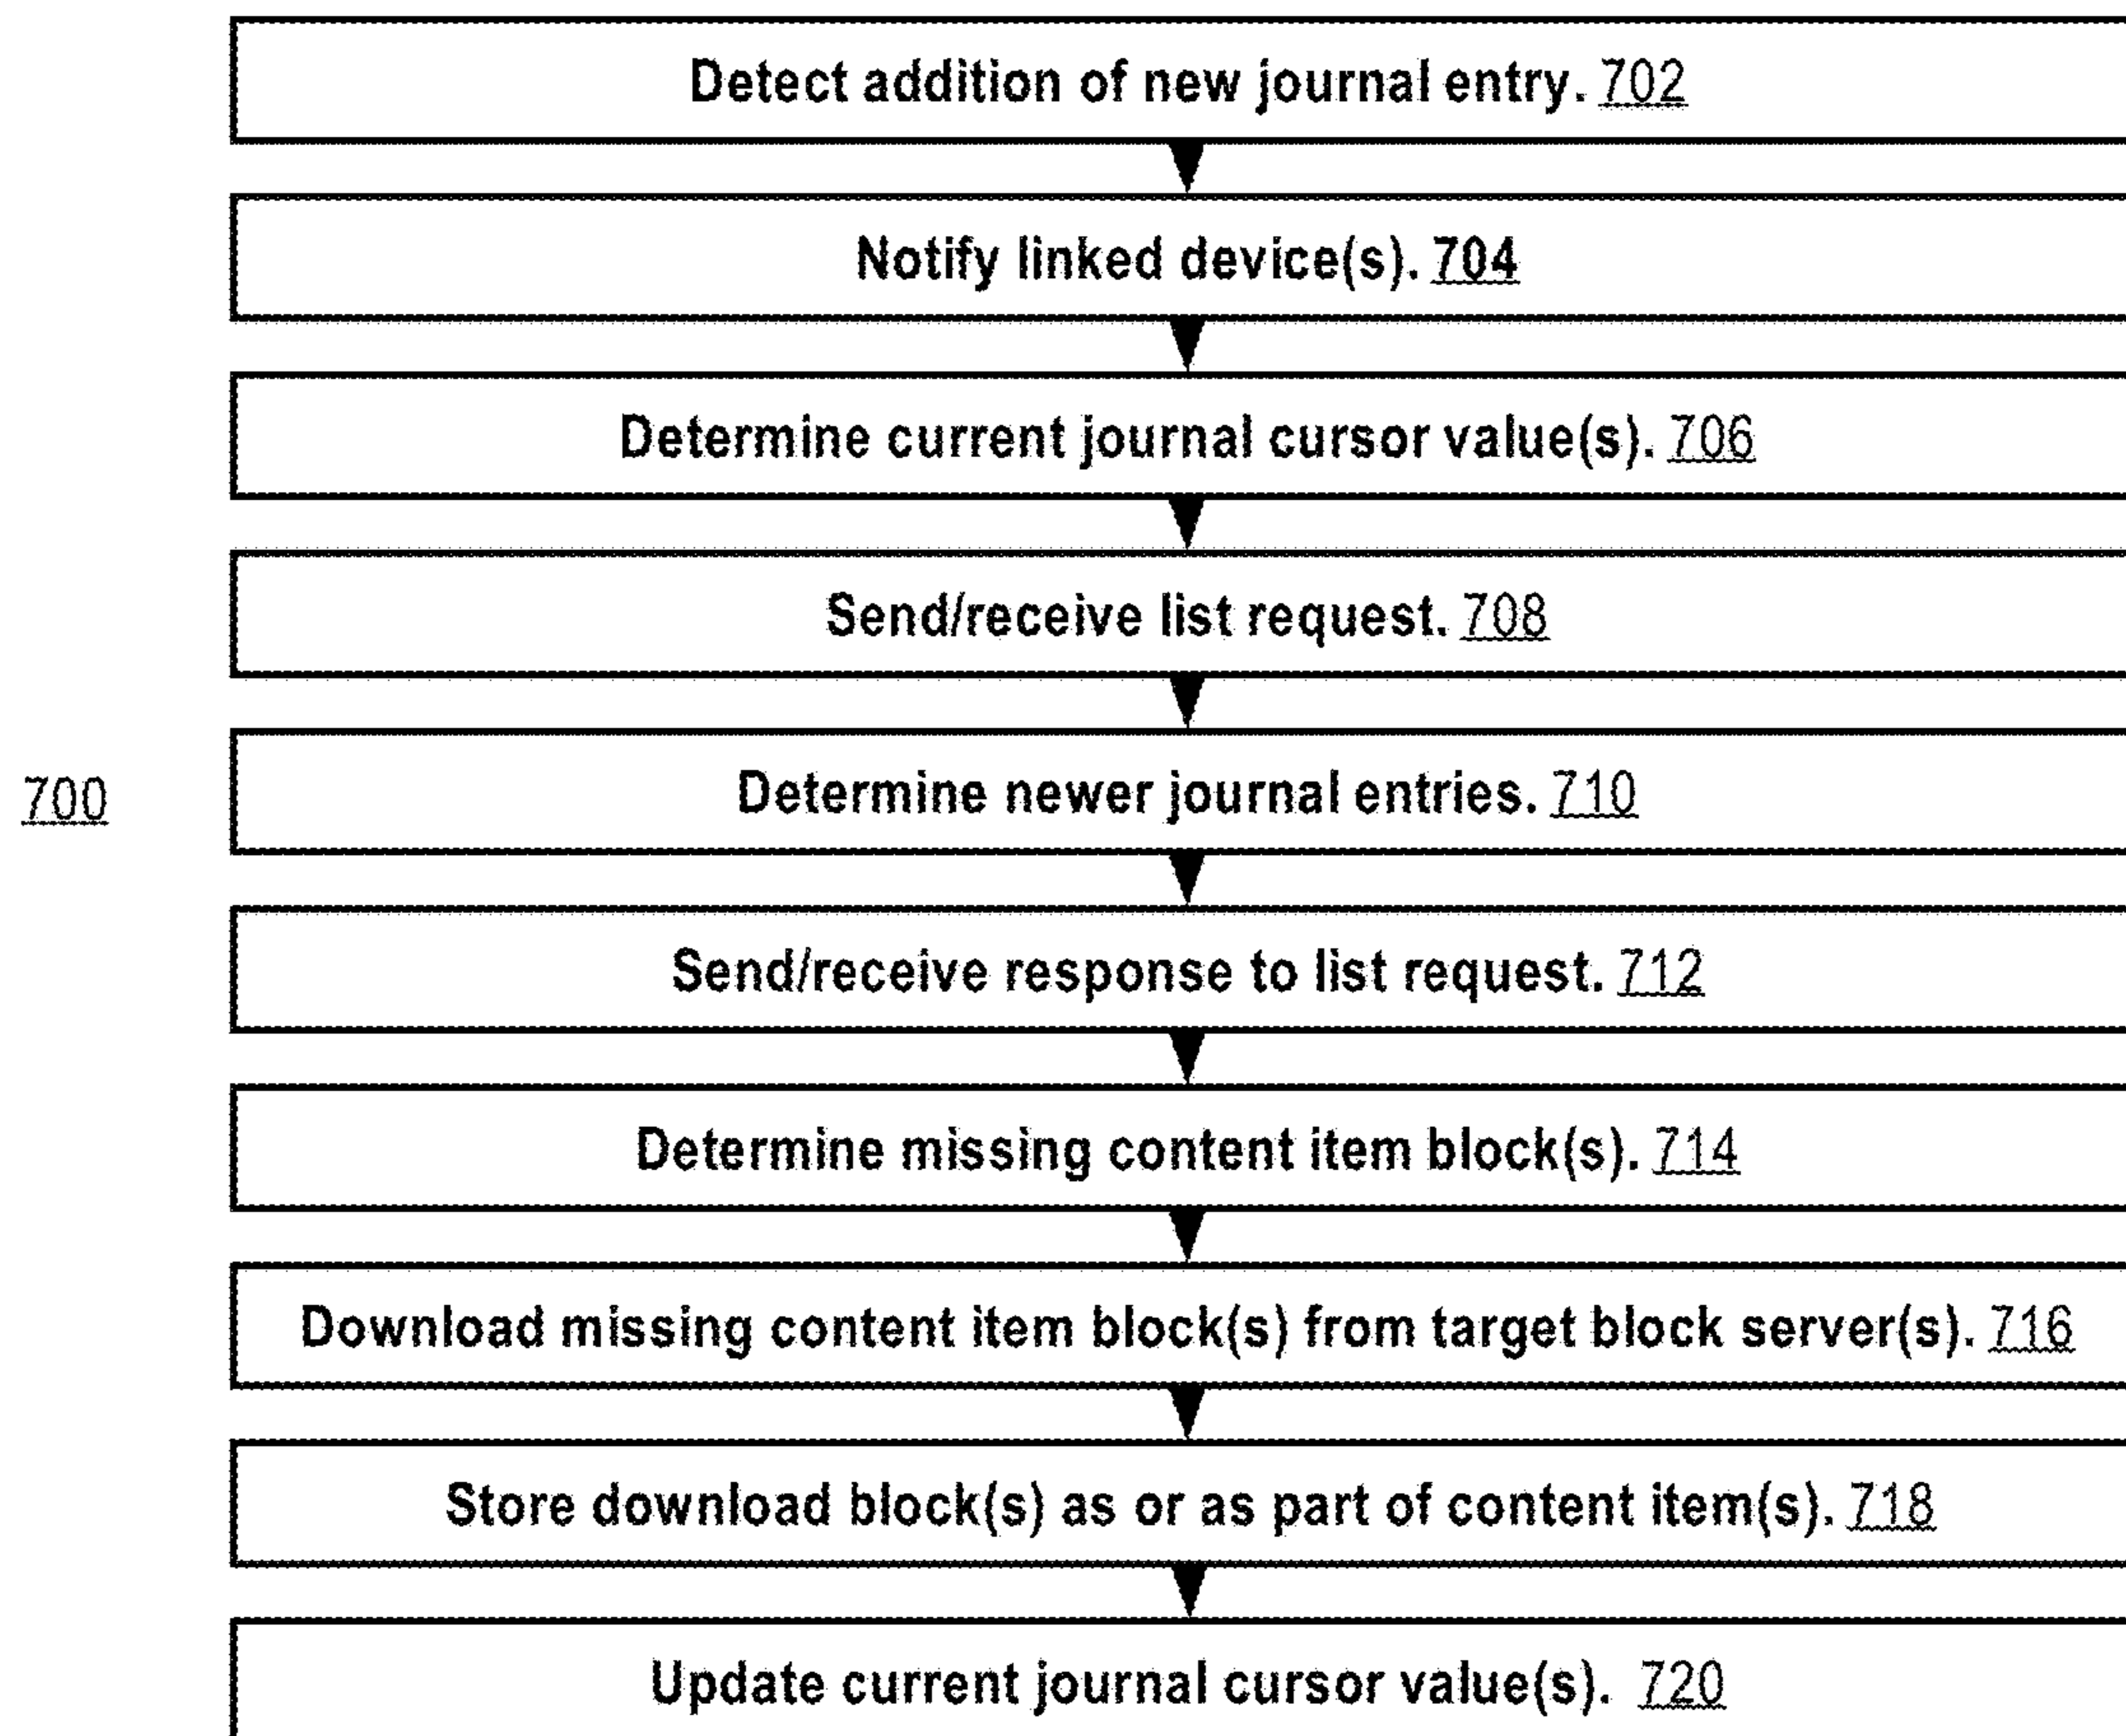 Detect addition of new journal entry. 702
Notify linked device(s). 704
Determine current journal cursor value(s). 706
Send/receive list request. 708
700
Determine newer journal entries. 710
Send/receive response to list request. 712
Determine missing content item block(s). 714
Download missing content item block(s) from target block server(s). 716
Store download block(s) as or as part of content item(s). 718
Update current journal cursor value(s). 720